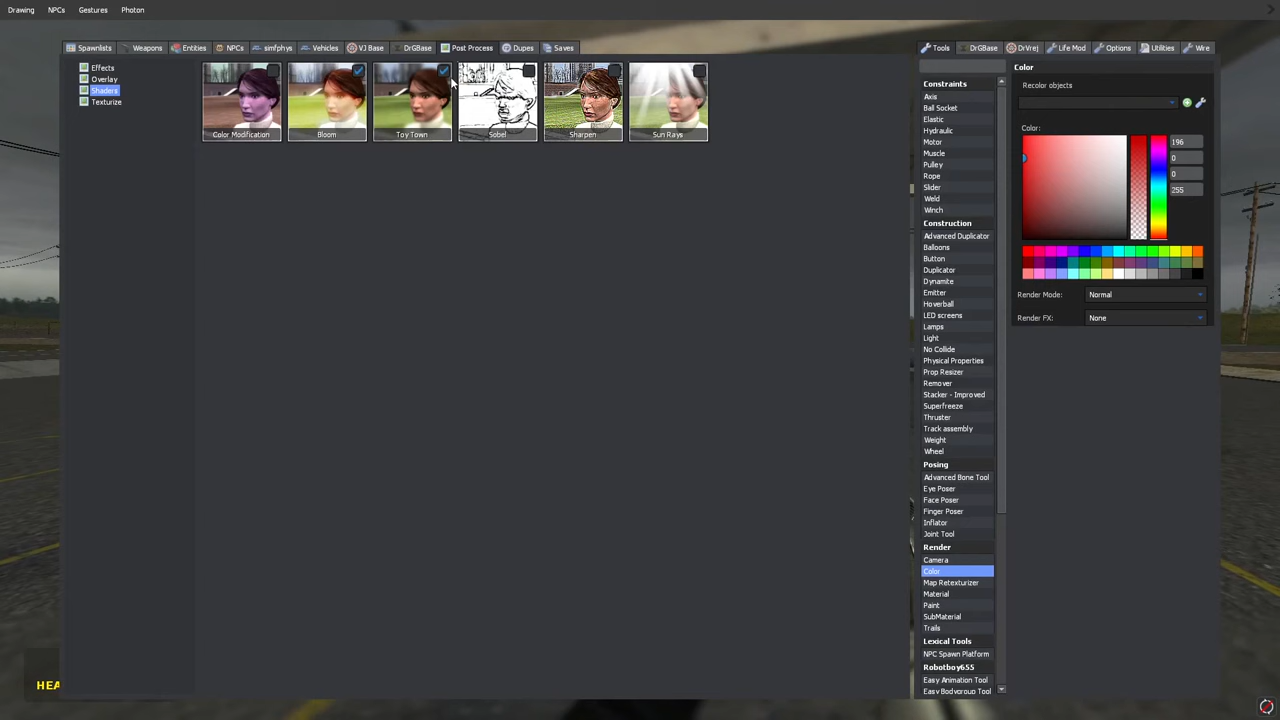 Drawing NPCs Gestures Photon
Spawnlists Weapons Entities NPCs simfphys Vehicles VJ Base DrGBase Post Process Dupes Saves
Effects
Overlay
Shaders
Texturize
Color Modification Bloom Toy Town Sobel Sharpen Sun Rays
HEA
Tools DrGBase DrVrej Life Mod Options Utilities Wire
Constraints
Axis
Ball Socket
Elastic
Hydraulic
Motor
Muscle
Pulley
Rope
Slider
Weld
Winch
Construction
Advanced Duplicator
Balloons
Button
Duplicator
Dynamite
Emitter
Hoverball
LED screens
Lamps
Light
No Collide
Physical Properties
Prop Resizer
Remover
Stacker - Improved
Superfreeze
Thruster
Track assembly
Weight
Wheel
Posing
Advanced Bone Tool
Eye Poser
Face Poser
Finger Poser
Inflator
Joint Tool
Render
Camera
Color
Map Retexturizer
Material
Paint
SubMaterial
Trails
Lexical Tools
NPC Spawn Platform
Robotboy655
Easy Animation Tool
Easy Bodygroup Tool
Color
Recolor objects
Color:
196
0
0
255
Render Mode: Normal
Render FX: None